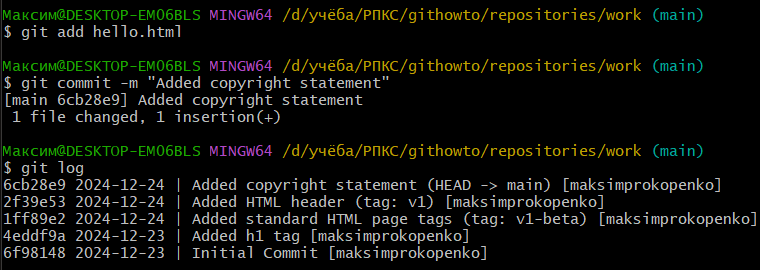 Максим@DESKTOP-EMO6BLS MINGW64 /d/учёба/РПКС/githowto/repositories/work (main)
$ git add hello.html
Максим@DESKTOP-EMO6BLS MINGW64 /d/учёба/РПКС/githowto/repositories/work (main)
$ git commit -m "Added copyright statement"
[main 6cb28e9] Added copyright statement
 1 file changed, 1 insertion(+)
Максим@DESKTOP-EMO6BLS MINGW64 /d/учёба/РПКС/githowto/repositories/work (main)
$ git log
6cb28e9 2024-12-24 | Added copyright statement (HEAD -> main) [maksimprokopenko]
2f39e53 2024-12-24 | Added HTML header (tag: v1) [maksimprokopenko]
1ff89e2 2024-12-24 | Added standard HTML page tags (tag: v1-beta) [maksimprokopenko]
4eddf9a 2024-12-23 | Added h1 tag [maksimprokopenko]
6f98148 2024-12-23 | Initial Commit [maksimprokopenko]